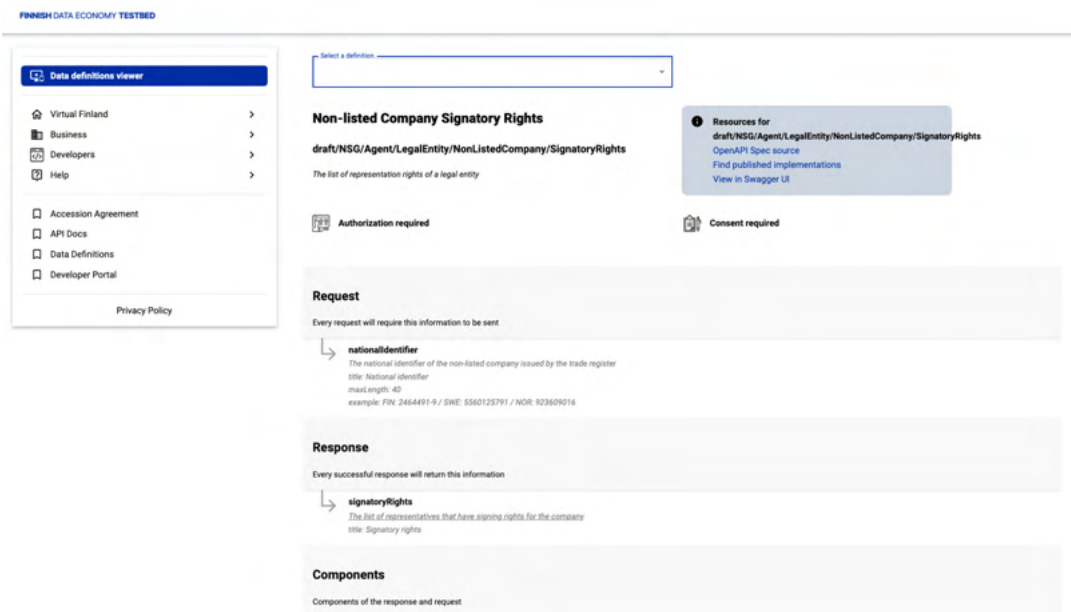 FINNISH DATA ECONOMY TESTBED
Data definitions viewer
Virtual Finland
Business
Developers
Help
Accession Agreement
API Docs
Data Definitions
Developer Portal
Privacy Policy
Select a definition
Non-listed Company Signatory Rights
draft/NSG/Agent/LegalEntity/NonListedCompany/SignatoryRights
The list of representation rights of a legal entity
Resources for
draft/NSG/Agent/LegalEntity/NonListedCompany/SignatoryRights
OpenAPI Spec source
Find published implementations
View in Swagger UI
Authorization required
Consent required
Request
Every request will require this information to be sent
nationalIdentifier
The national identifier of the non-listed company issued by the trade register
title: National identifier
maxLength: 40
example: FIN: 2464491-9 / SWE: 5560125791 / NOR: 923609016
Response
Every successful response will return this information
signatoryRights
The list of representatives that have signing rights for the company
title: Signatory rights
Components
Components of the response and request